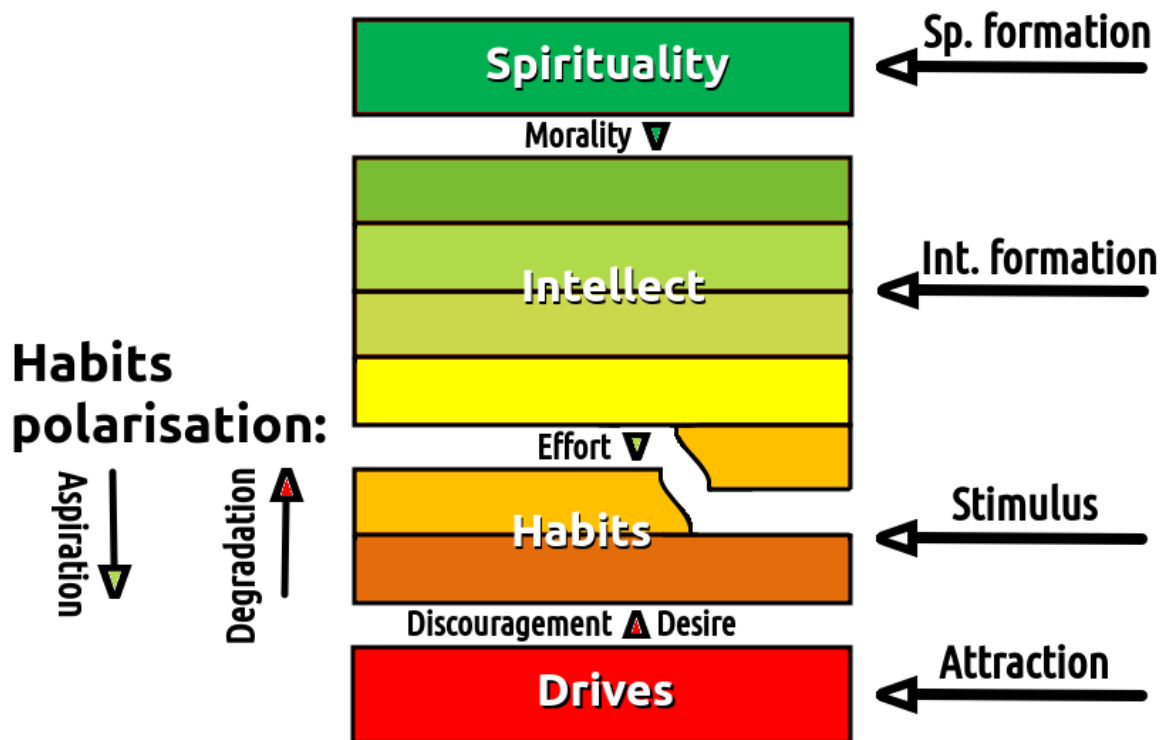 Sp. formation
Spirituality
Morality
Int. formation
Intellect
Habits
polarisation:
Effort
Aspiration
Degradation
Stimulus
Habits
Discouragement Desire
Attraction
Drives